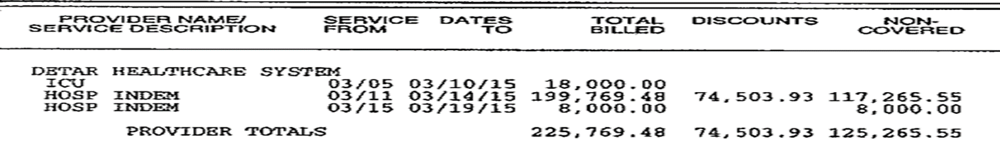 PROVIDER NAME/ SERVICE DATES TOTAL DISCOUNTS NON-
SERVICE DESCRIPTION FROM TO BILLED COVERED
DETAR HEALTHCARE SYSTEM
ICU 03/05 03/10/15 18,000.00
HOSP INDEM 03/11 03/14/15 199,769.48 74,503.93 117,265.55
HOSP INDEM 03/15 03/19/15 8,000.00 8,000.00
PROVIDER TOTALS 225,769.48 74,503.93 125,265.55